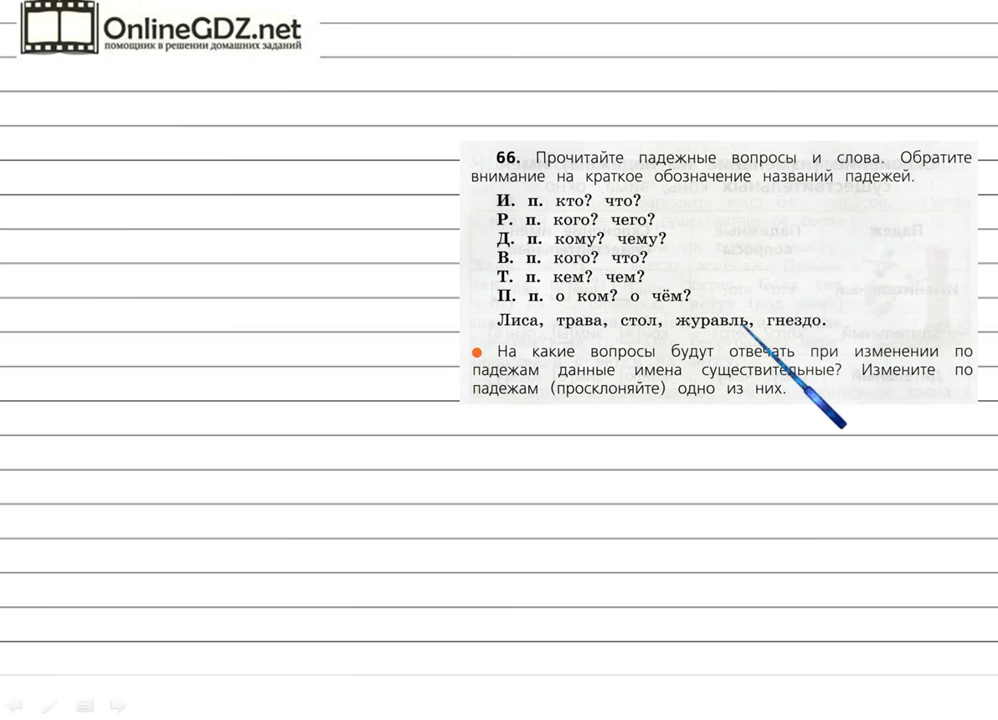 OnlineGDZ.net
помощник в решении домашних заданий
66. Прочитайте падежные вопросы и слова. Обратите
внимание на краткое обозначение названий падежей.
И. п. кто? что?
Р. п. кого? чего?
Д. п. кому? чему?
В. п. кого? что?
Т. п. кем? чем?
П. п. о ком? о чём?
Лиса, трава, стол, журавль, гнездо.
На какие вопросы будут отвечать при изменении по
падежам данные имена существительные? Измените по
падежам (просклоняйте) одно из них.